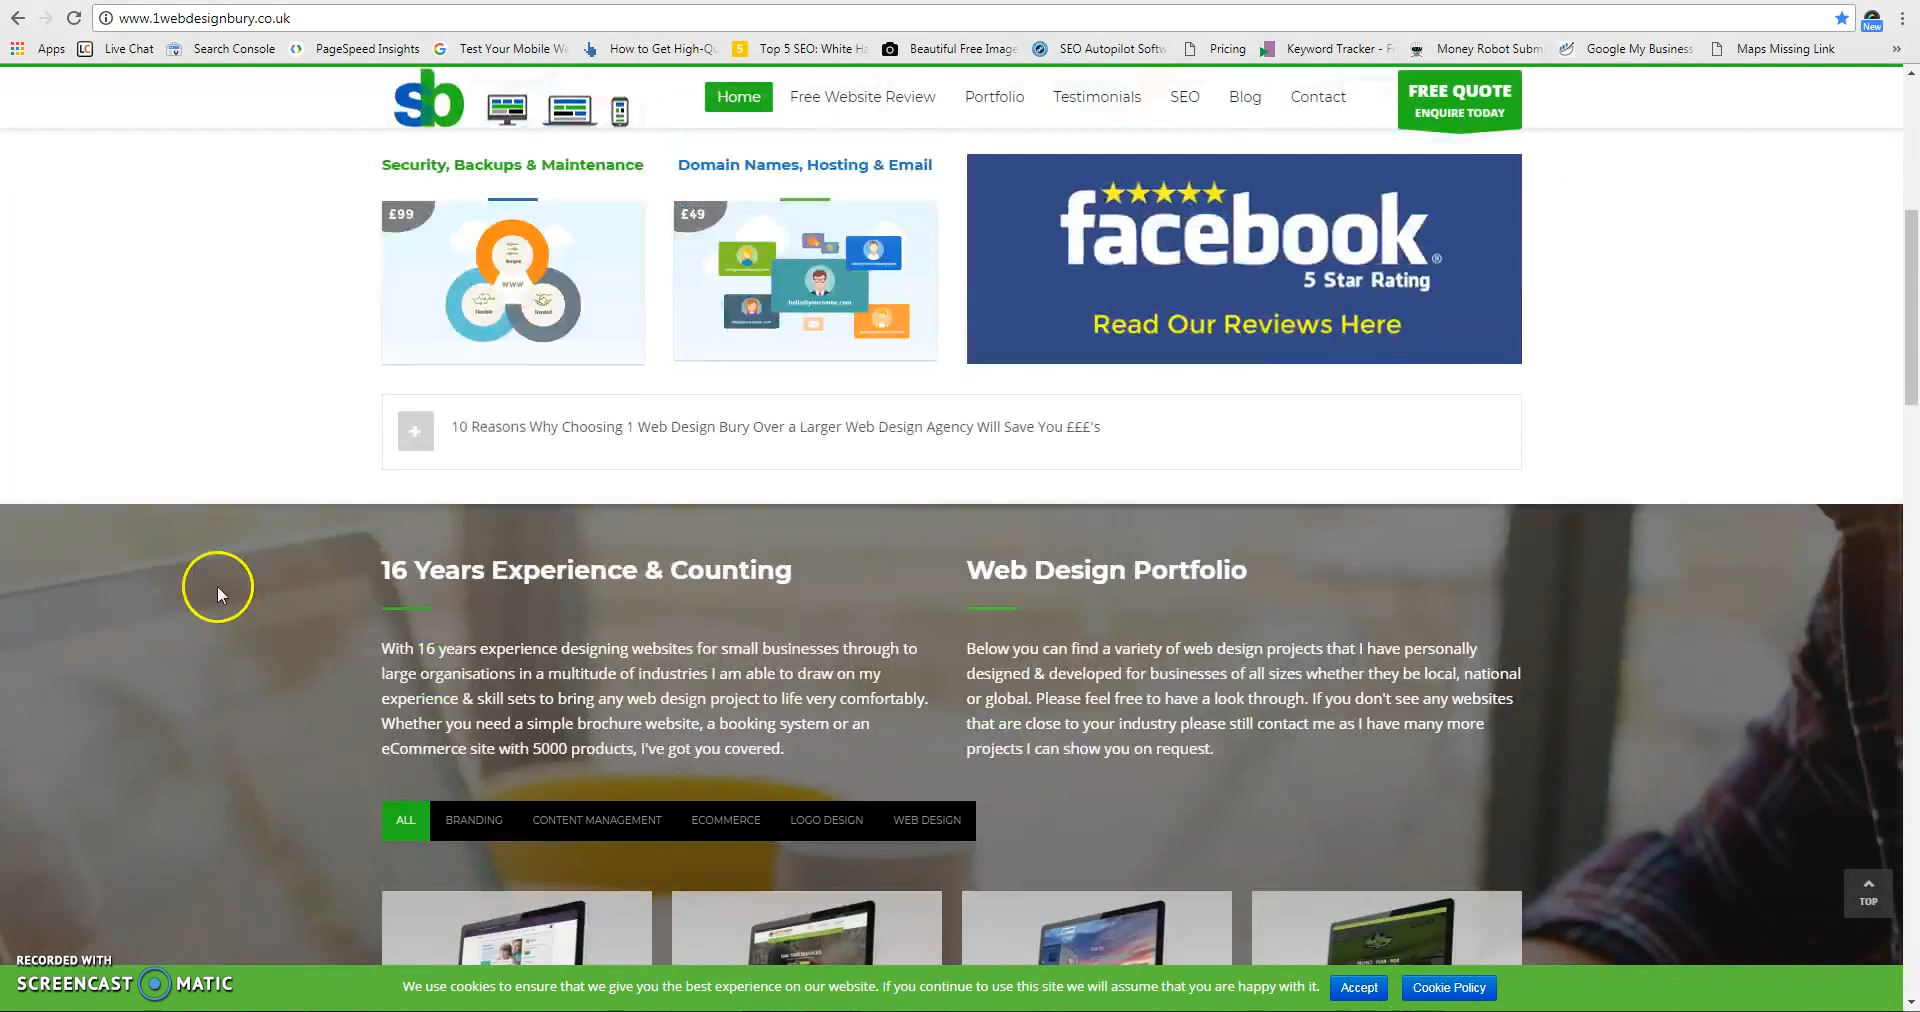 www.1webdesignbury.co.uk
Apps
LC
Live Chat
Search Console
PageSpeed Insights
Test Your Mobile We
How to Get High-Qu
5
Top 5 SEO: White Ha
Beautiful Free Image
SEO Autopilot Softw
Pricing
Keyword Tracker - F
Money Robot Subm
Google My Business
Maps Missing Link
»
New
sb
Home
Free Website Review
Portfolio
Testimonials
SEO
Blog
Contact
FREE QUOTE
ENQUIRE TODAY
Security, Backups & Maintenance
Domain Names, Hosting & Email
£99
Simple
www
Flexible
Trusted
£49
facebook®
5 Star Rating
Read Our Reviews Here
10 Reasons Why Choosing 1 Web Design Bury Over a Larger Web Design Agency Will Save You £££'s
16 Years Experience & Counting
With 16 years experience designing websites for small businesses through to
large organisations in a multitude of industries I am able to draw on my
experience & skill sets to bring any web design project to life very comfortably.
Whether you need a simple brochure website, a booking system or an
eCommerce site with 5000 products, I've got you covered.
Web Design Portfolio
Below you can find a variety of web design projects that I have personally
designed & developed for businesses of all sizes whether they be local, national
or global. Please feel free to have a look through. If you don't see any websites
that are close to your industry please still contact me as I have many more
projects I can show you on request.
ALL
BRANDING
CONTENT MANAGEMENT
ECOMMERCE
LOGO DESIGN
WEB DESIGN
TOP
RECORDED WITH
SCREENCAST MATIC
We use cookies to ensure that we give you the best experience on our website. If you continue to use this site we will assume that you are happy with it.
Accept
Cookie Policy